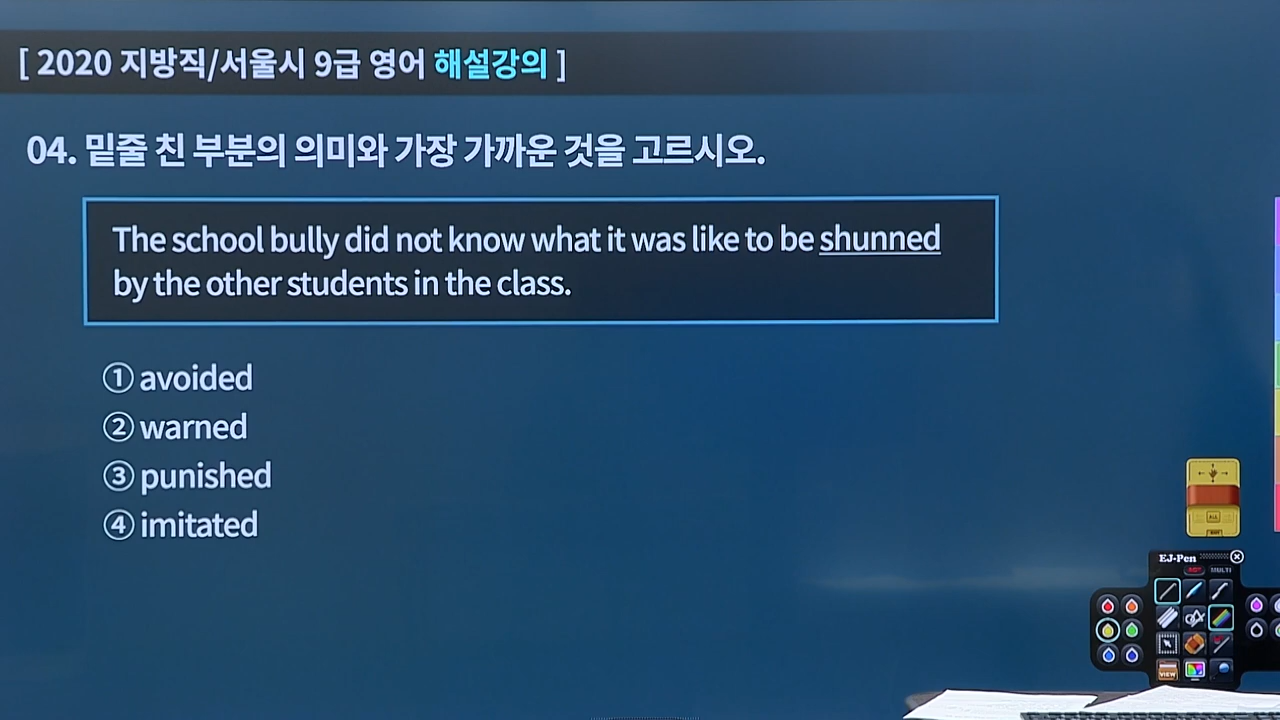 [ 2020 지방직/서울시 9급 영어 해설강의 ]
04. 밑줄 친 부분의 의미와 가장 가까운 것을 고르시오.
The school bully did not know what it was like to be shunned
by the other students in the class.
① avoided
② warned
③ punished
④ imitated
ALL
EJ-Pen
MULTI
VIEW